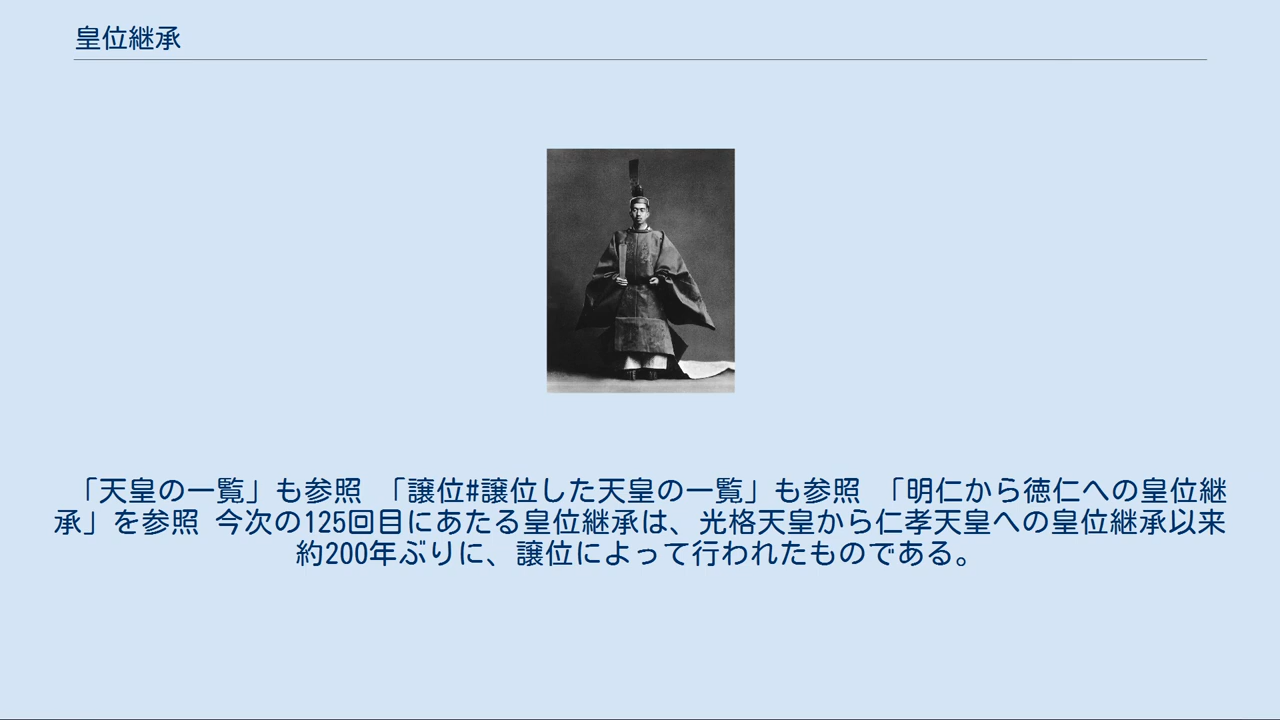 皇位継承
「天皇の一覧」も参照 「譲位#譲位した天皇の一覧」も参照 「明仁から徳仁への皇位継
承」を参照 今次の125回目にあたる皇位継承は、光格天皇から仁孝天皇への皇位継承以来
約200年ぶりに、譲位によって行われたものである。